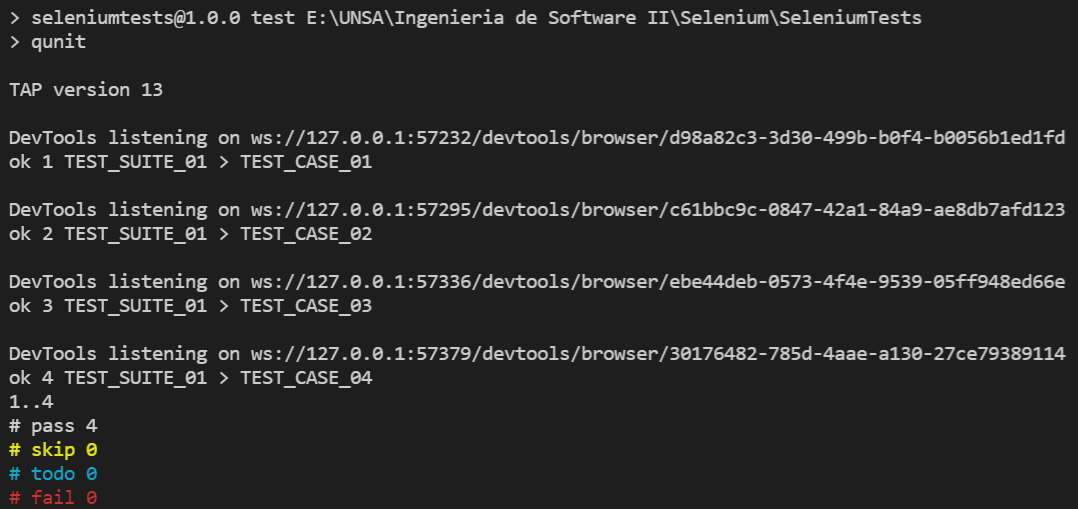 > seleniumtests@1.0.0 test E:\UNSA\Ingenieria de Software II\Selenium\SeleniumTests
> qunit
TAP version 13
DevTools listening on ws://127.0.0.1:57232/devtools/browser/d98a82c3-3d30-499b-b0f4-b0056b1ed1fd
ok 1 TEST_SUITE_01 > TEST_CASE_01
DevTools listening on ws://127.0.0.1:57295/devtools/browser/c61bbc9c-0847-42a1-84a9-ae8db7afd123
ok 2 TEST_SUITE_01 > TEST_CASE_02
DevTools listening on ws://127.0.0.1:57336/devtools/browser/ebe44deb-0573-4f4e-9539-05ff948ed66e
ok 3 TEST_SUITE_01 > TEST_CASE_03
DevTools listening on ws://127.0.0.1:57379/devtools/browser/30176482-785d-4aae-a130-27ce79389114
ok 4 TEST_SUITE_01 > TEST_CASE_04
1..4
# pass 4
# skip 0
# todo 0
# fail 0